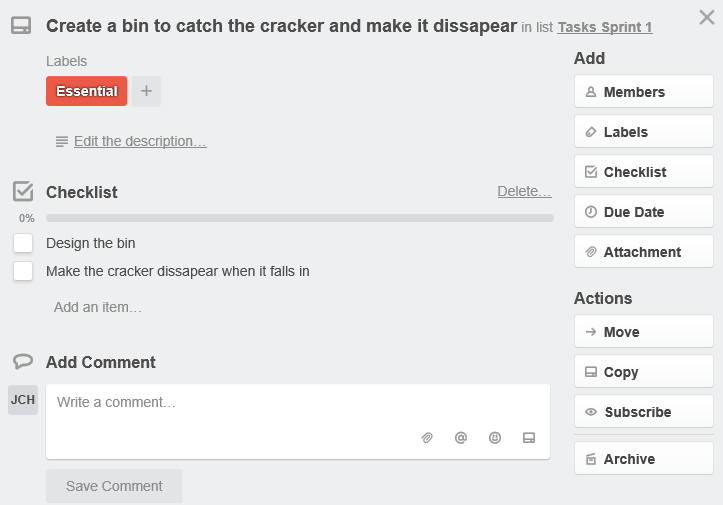 Create a bin to catch the cracker and make it dissapear in list Tasks Sprint 1
Labels
Essential
Edit the description…
Checklist
Delete…
0%
Design the bin
Make the cracker dissapear when it falls in
Add an item…
Add Comment
JCH
Write a comment…
Save Comment
Add
Members
Labels
Checklist
Due Date
Attachment
Actions
Move
Copy
Subscribe
Archive